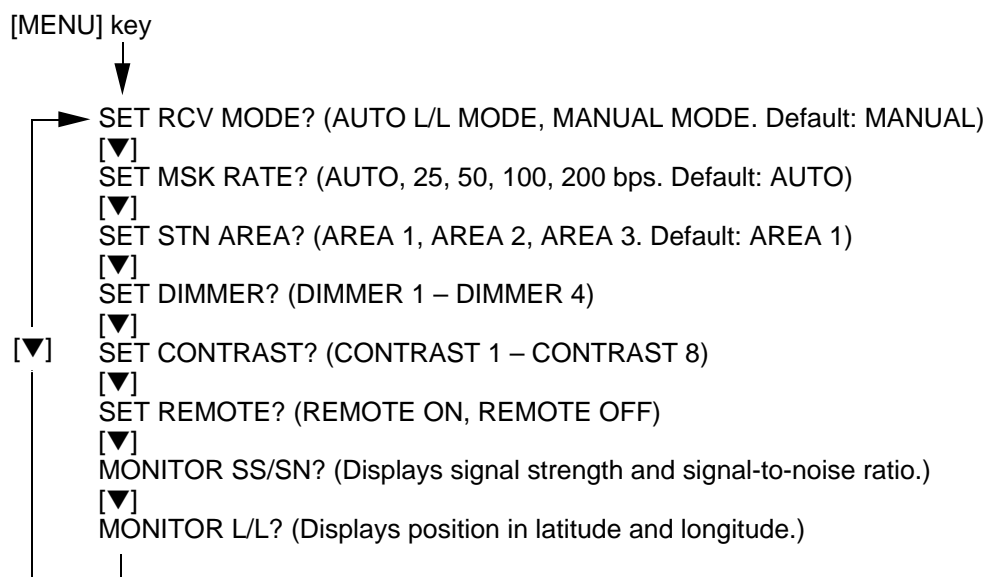 [MENU] key
SET RCV MODE? (AUTO L/L MODE, MANUAL MODE. Default: MANUAL)
[▼]
SET MSK RATE? (AUTO, 25, 50, 100, 200 bps. Default: AUTO)
[▼]
SET STN AREA? (AREA 1, AREA 2, AREA 3. Default: AREA 1)
[▼]
SET DIMMER? (DIMMER 1 – DIMMER 4)
[▼]
[▼]
SET CONTRAST? (CONTRAST 1 – CONTRAST 8)
[▼]
SET REMOTE? (REMOTE ON, REMOTE OFF)
[▼]
MONITOR SS/SN? (Displays signal strength and signal-to-noise ratio.)
[▼]
MONITOR L/L? (Displays position in latitude and longitude.)